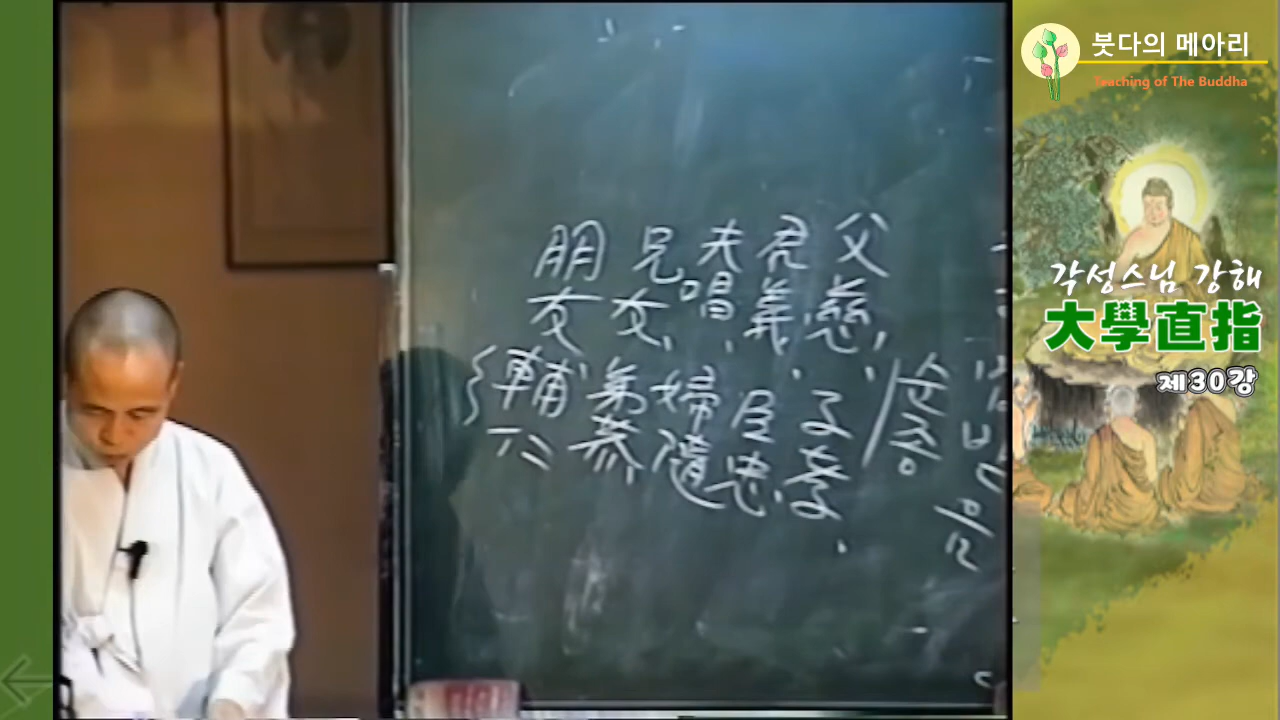 붓다의 메아리
Teaching of The Buddha
각성스님 강해
大學直指
제30강
순종
父慈,子孝.
君義,臣忠.
夫唱,婦隨
兄友,弟恭
朋友輔仁